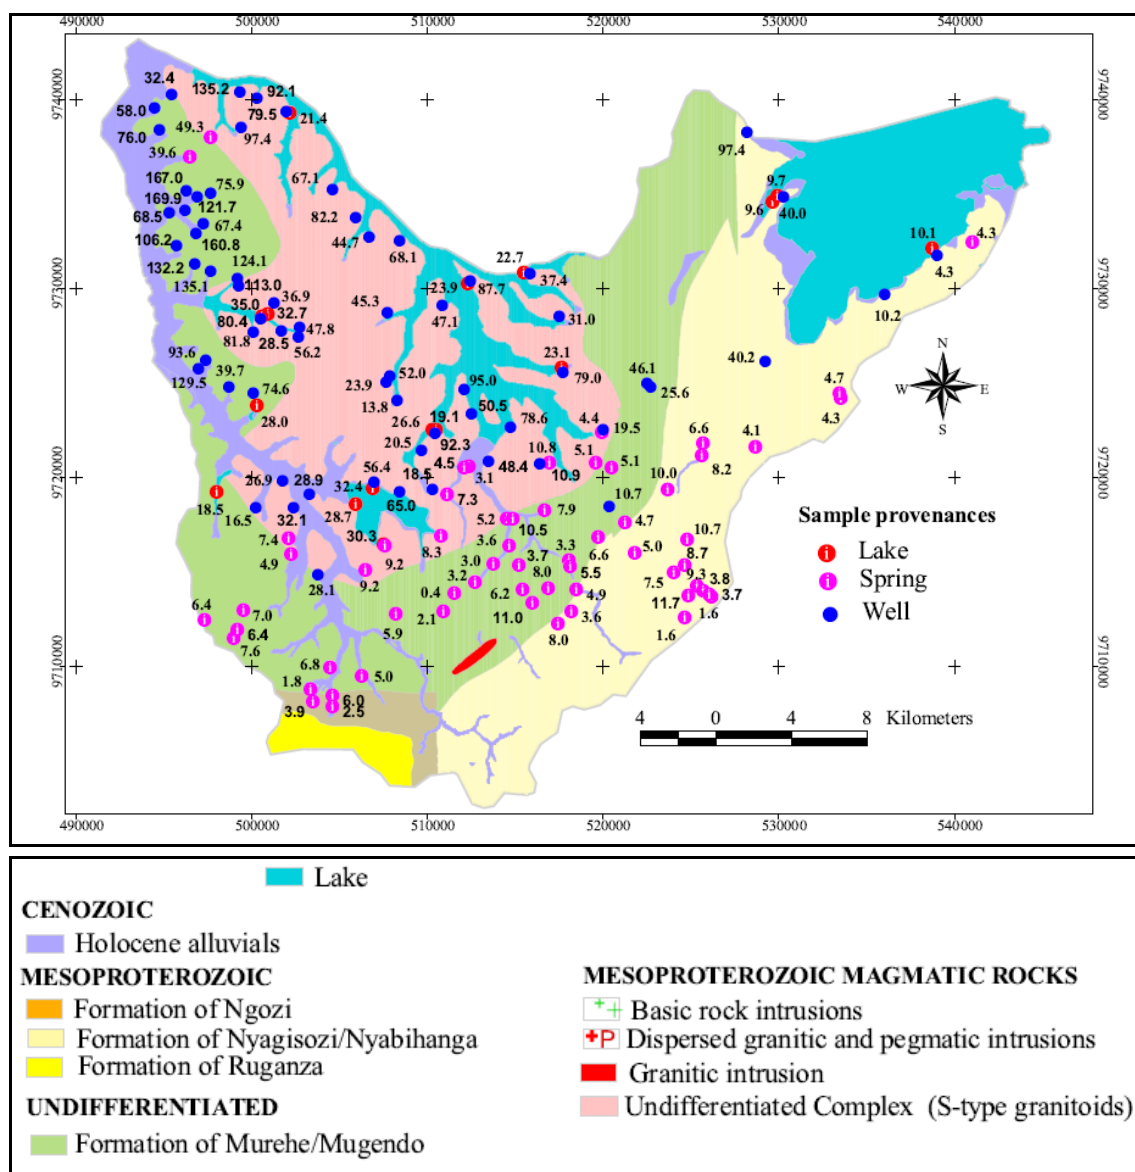 490000 500000 510000 520000 530000 540000
9740000 9740000
32.4 135.2 92.1
58.0 79.5 21.4
76.0 49.3 97.4 97.4
39.6
167.0 75.9 67.1 9.7
169.9 121.7 9.6 40.0
68.5 67.4 82.2
106.2 160.8 44.7 68.1 10.1 4.3
132.2 124.1 22.7 4.3
9730000 9730000
135.1 113.0 23.9 87.7 37.4
35.0 36.9 45.3 47.1 31.0 10.2
80.4 32.7
81.8 28.5 47.8
93.6 56.2 23.1 40.2
129.5 39.7 52.0 95.0 79.0 46.1 4.7
74.6 23.9 25.6
28.0 13.8 50.5 4.3
26.6 19.1 78.6 4.4 19.5
20.5 92.3 10.8 5.1 6.6 4.1
9720000 9720000
26.9 28.9 56.4 18.5 4.5 3.1 48.4 10.9 5.1 10.0 8.2
18.5 16.5 32.1 32.4 65.0 7.3
28.7 5.2 10.5 7.9 10.7
7.4 30.3 8.3 3.6 4.7 10.7
4.9 9.2 3.0 3.7 3.3 6.6 5.0 8.7
9.2 3.2 8.0 5.5 7.5 9.3 3.8
28.1 0.4 6.2 4.9 11.7 3.7
6.4 7.0 2.1 11.0 3.6 1.6
6.4 5.9 8.0 1.6
7.6
9710000 9710000
6.8 5.0
1.8 6.0
3.9 2.5
N
W E
S
Sample provenances
i Lake
i Spring
Well
4 0 4 8 Kilometers
490000 500000 510000 520000 530000 540000
Lake
CENOZOIC
Holocene alluvials
MESOPROTEROZOIC
Formation of Ngozi
Formation of Nyagisozi/Nyabihanga
Formation of Ruganza
UNDIFFERENTIATED
Formation of Murehe/Mugendo
MESOPROTEROZOIC MAGMATIC ROCKS
Basic rock intrusions
+P Dispersed granitic and pegmatic intrusions
Granitic intrusion
Undifferentiated Complex (S-type granitoids)